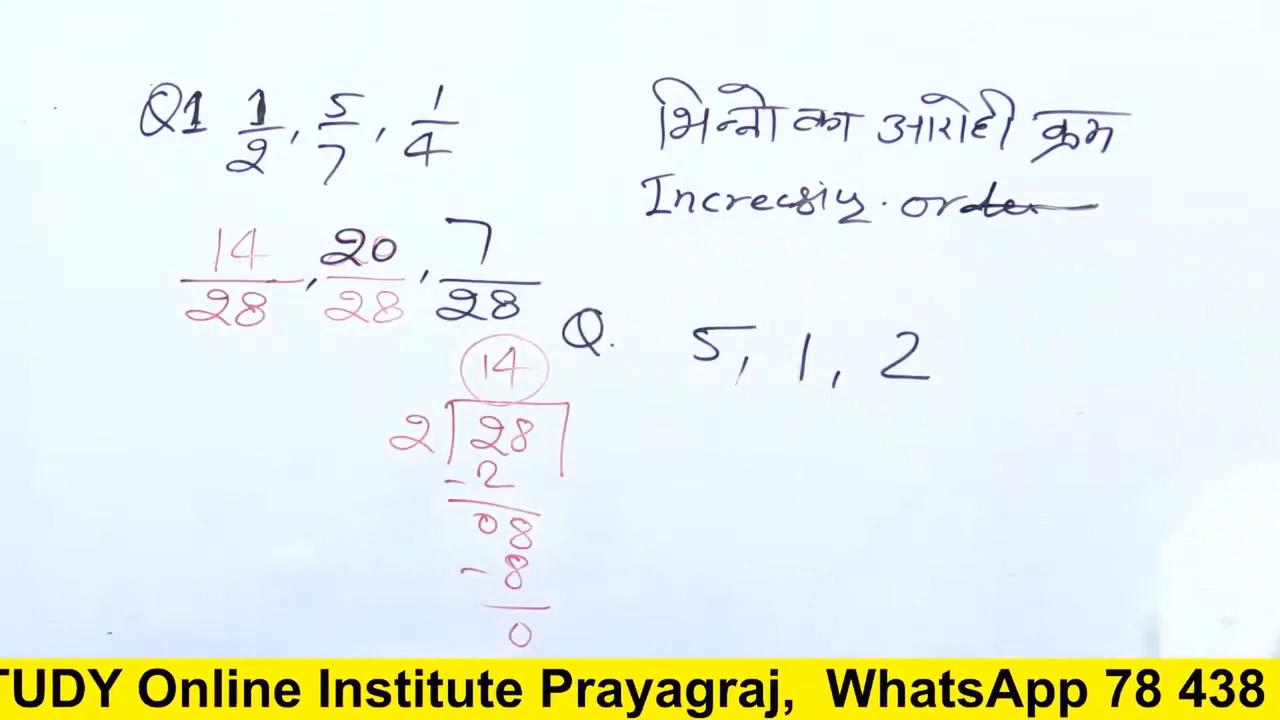 Q1 1/2, 5/7, 1/4
भिन्नो का आरोही क्रम
Increasing order
14/28, 20/28, 7/28
Q. 5, 1, 2
14
2 28
-2
08
-8
0
TUDY Online Institute Prayagraj, WhatsApp 78 438